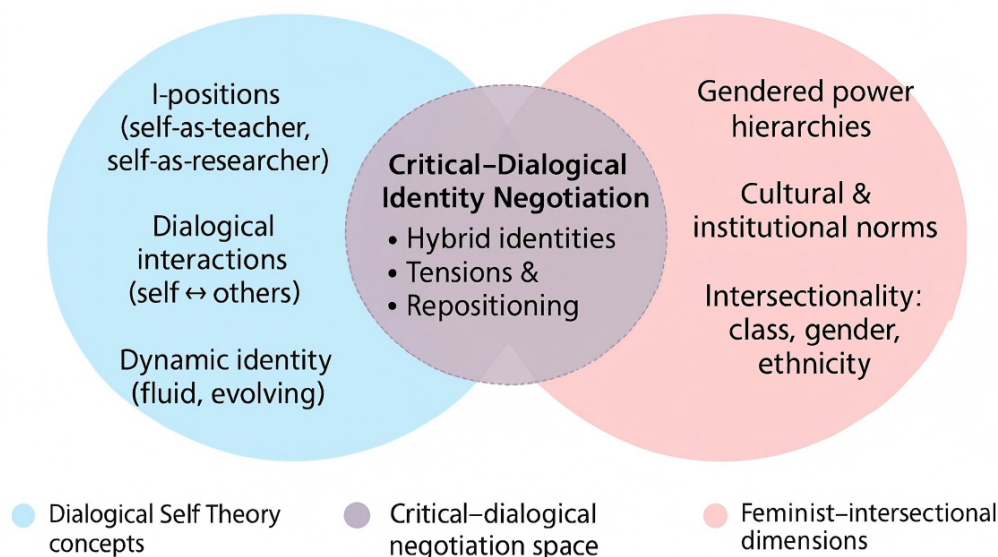 I-positions
(self-as-teacher,
self-as-researcher)
Dialogical
interactions
(self ↔ others)
Dynamic identity
(fluid, evolving)
Critical–Dialogical
Identity Negotiation
• Hybrid identities
• Tensions &
• Repositioning
Gendered power
hierarchies
Cultural &
institutional norms
Intersectionality:
class, gender,
ethnicity
Dialogical Self Theory
concepts
Critical–dialogical
negotiation space
Feminist–intersectional
dimensions